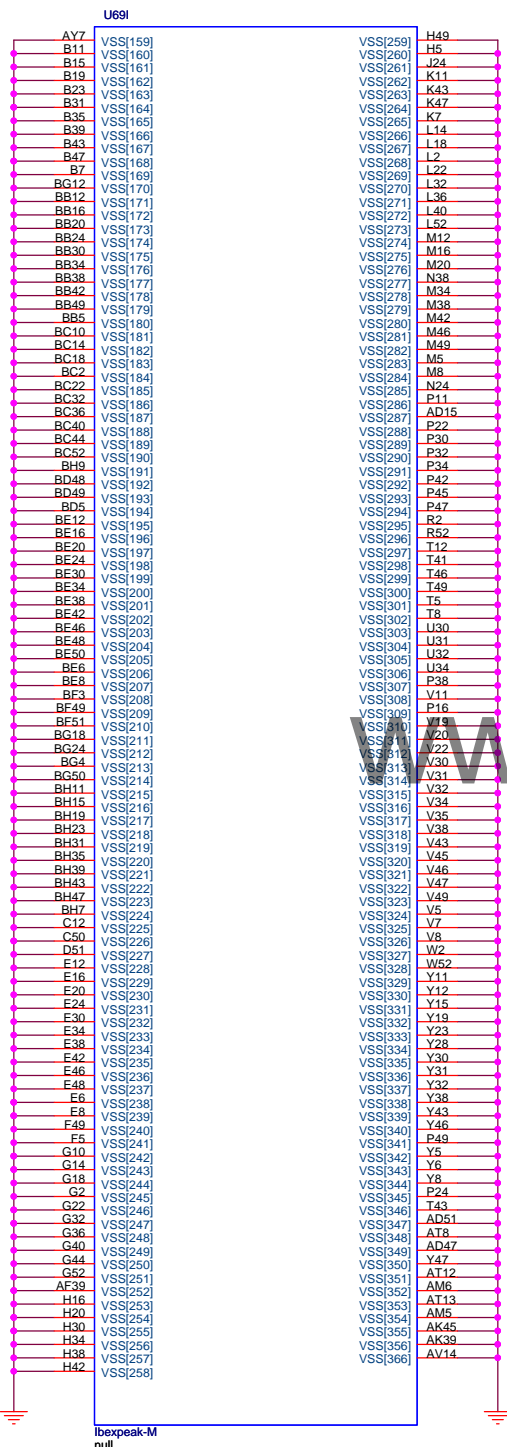 U69I
AY7 VSS[159] VSS[259] H49
B11 VSS[160] VSS[260] H5
B15 VSS[161] VSS[261] J24
B19 VSS[162] VSS[262] K11
B23 VSS[163] VSS[263] K43
B31 VSS[164] VSS[264] K47
B35 VSS[165] VSS[265] K7
B39 VSS[166] VSS[266] L14
B43 VSS[167] VSS[267] L18
B47 VSS[168] VSS[268] L2
B7 VSS[169] VSS[269] L22
BG12 VSS[170] VSS[270] L32
BB12 VSS[171] VSS[271] L36
BB16 VSS[172] VSS[272] L40
BB20 VSS[173] VSS[273] L52
BB24 VSS[174] VSS[274] M12
BB30 VSS[175] VSS[275] M16
BB34 VSS[176] VSS[276] M20
BB38 VSS[177] VSS[277] N38
BB42 VSS[178] VSS[278] M34
BB49 VSS[179] VSS[279] M38
BB5 VSS[180] VSS[280] M42
BC10 VSS[181] VSS[281] M46
BC14 VSS[182] VSS[282] M49
BC18 VSS[183] VSS[283] M5
BC2 VSS[184] VSS[284] M8
BC22 VSS[185] VSS[285] N24
BC32 VSS[186] VSS[286] P11
BC36 VSS[187] VSS[287] AD15
BC40 VSS[188] VSS[288] P22
BC44 VSS[189] VSS[289] P30
BC52 VSS[190] VSS[290] P32
BH9 VSS[191] VSS[291] P34
BD48 VSS[192] VSS[292] P42
BD49 VSS[193] VSS[293] P45
BD5 VSS[194] VSS[294] P47
BE12 VSS[195] VSS[295] R2
BE16 VSS[196] VSS[296] R52
BE20 VSS[197] VSS[297] T12
BE24 VSS[198] VSS[298] T41
BE30 VSS[199] VSS[299] T46
BE34 VSS[200] VSS[300] T49
BE38 VSS[201] VSS[301] T5
BE42 VSS[202] VSS[302] T8
BE46 VSS[203] VSS[303] U30
BE48 VSS[204] VSS[304] U31
BE50 VSS[205] VSS[305] U32
BE6 VSS[206] VSS[306] U34
BE8 VSS[207] VSS[307] P38
BF3 VSS[208] VSS[308] V11
BF49 VSS[209] VSS[309] P16
BF51 VSS[210] VSS[310] V19
BG18 VSS[211] VSS[311] V20
BG24 VSS[212] VSS[312] V22
BG4 VSS[213] VSS[313] V30
BG50 VSS[214] VSS[314] V31
BH11 VSS[215] VSS[315] V32
BH15 VSS[216] VSS[316] V34
BH19 VSS[217] VSS[317] V35
BH23 VSS[218] VSS[318] V38
BH31 VSS[219] VSS[319] V43
BH35 VSS[220] VSS[320] V45
BH39 VSS[221] VSS[321] V46
BH43 VSS[222] VSS[322] V47
BH47 VSS[223] VSS[323] V49
BH7 VSS[224] VSS[324] V5
C12 VSS[225] VSS[325] V7
C50 VSS[226] VSS[326] V8
D51 VSS[227] VSS[327] W2
E12 VSS[228] VSS[328] W52
E16 VSS[229] VSS[329] Y11
E20 VSS[230] VSS[330] Y12
E24 VSS[231] VSS[331] Y15
E30 VSS[232] VSS[332] Y19
E34 VSS[233] VSS[333] Y23
E38 VSS[234] VSS[334] Y28
E42 VSS[235] VSS[335] Y30
E46 VSS[236] VSS[336] Y31
E48 VSS[237] VSS[337] Y32
E6 VSS[238] VSS[338] Y38
E8 VSS[239] VSS[339] Y43
F49 VSS[240] VSS[340] Y46
F5 VSS[241] VSS[341] P49
G10 VSS[242] VSS[342] Y5
G14 VSS[243] VSS[343] Y6
G18 VSS[244] VSS[344] Y8
G2 VSS[245] VSS[345] P24
G22 VSS[246] VSS[346] T43
G32 VSS[247] VSS[347] AD51
G36 VSS[248] VSS[348] AT8
G40 VSS[249] VSS[349] AD47
G44 VSS[250] VSS[350] Y47
G52 VSS[251] VSS[351] AT12
AF39 VSS[252] VSS[352] AM6
H16 VSS[253] VSS[353] AT13
H20 VSS[254] VSS[354] AM5
H30 VSS[255] VSS[355] AK45
H34 VSS[256] VSS[356] AK39
H38 VSS[257] VSS[366] AV14
H42 VSS[258]
Ibexpeak-M
null